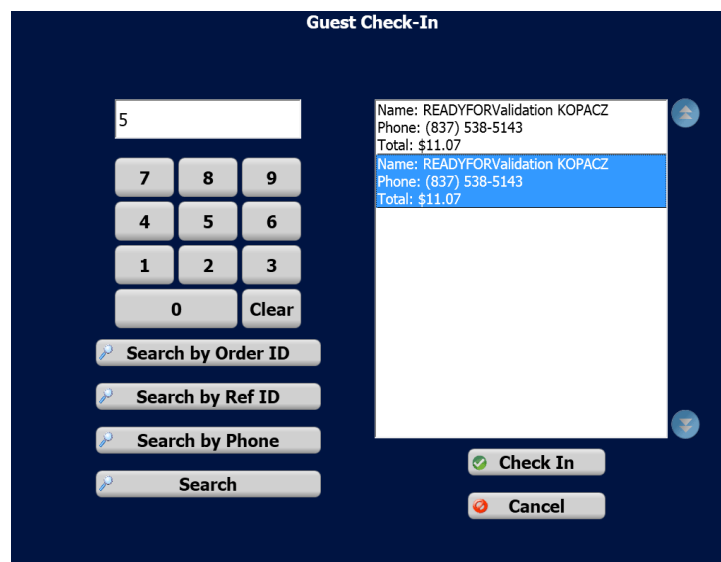 Guest Check-In
5
7 8 9
4 5 6
1 2 3
0 Clear
Search by Order ID
Search by Ref ID
Search by Phone
Search
Name: READYFORValidation KOPACZ
Phone: (837) 538-5143
Total: $11.07
Name: READYFORValidation KOPACZ
Phone: (837) 538-5143
Total: $11.07
Check In
Cancel